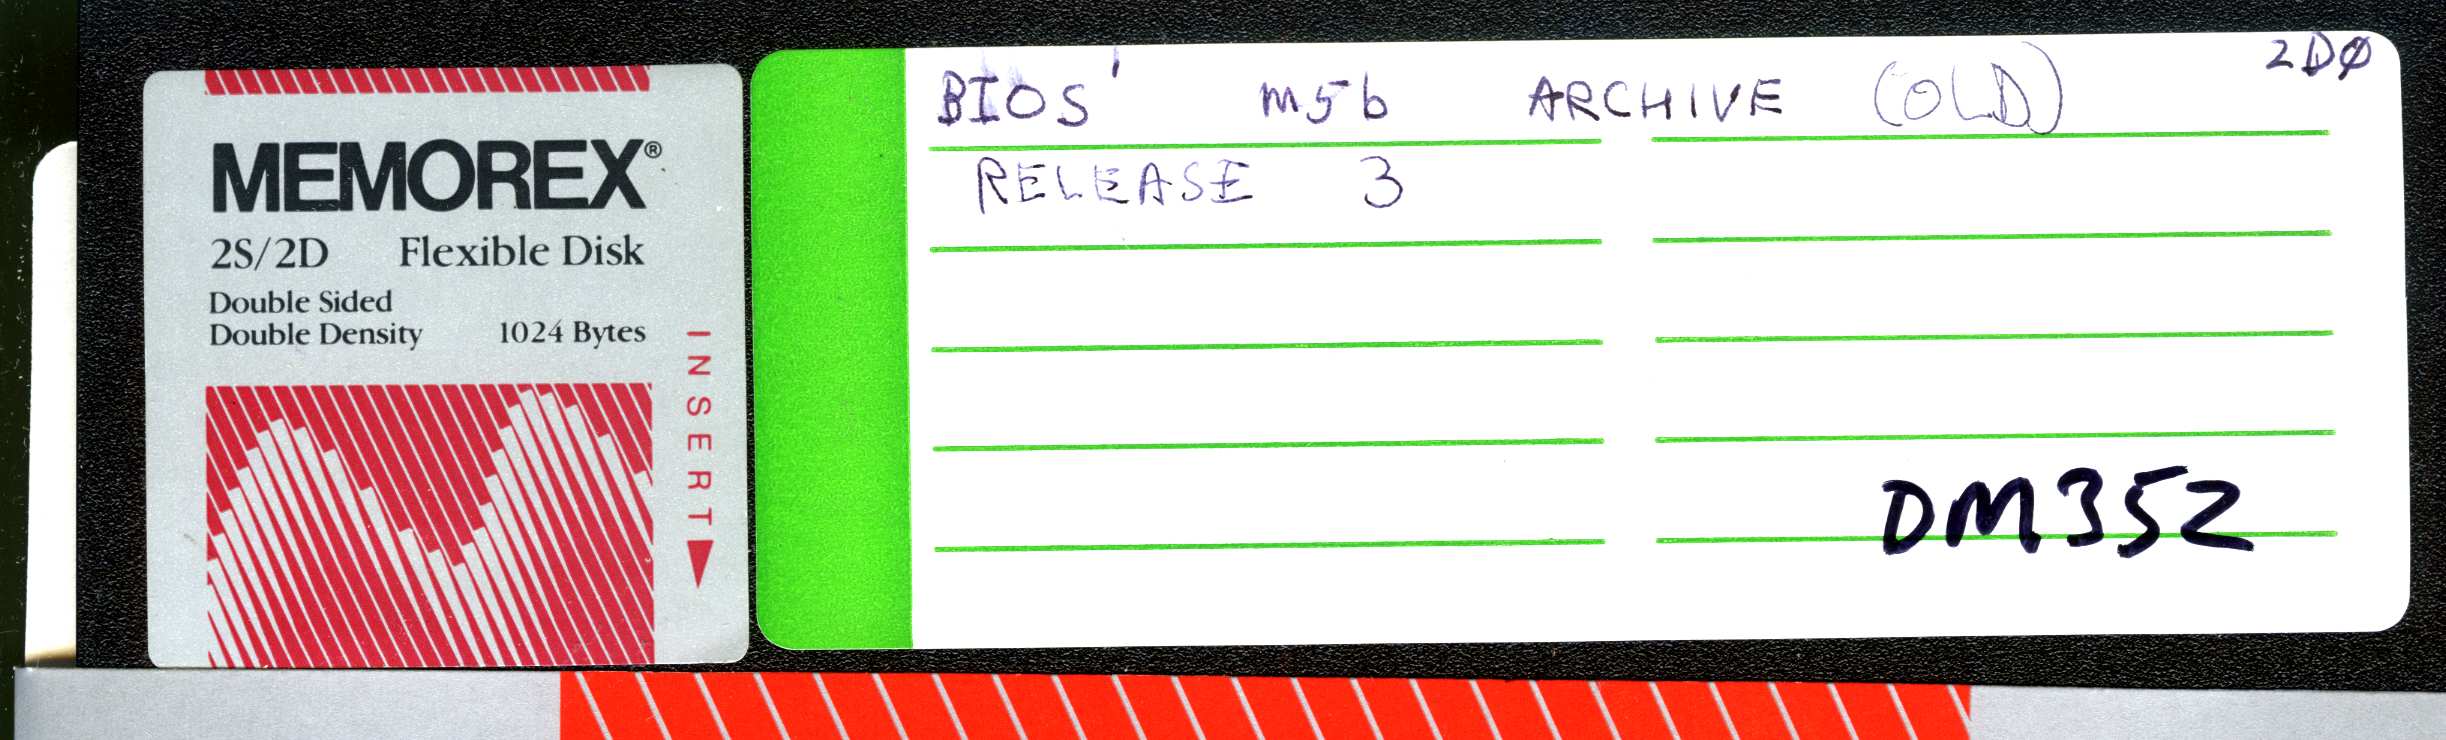 MEMOREX®
2S/2D Flexible Disk
Double Sided
Double Density 1024 Bytes
INSERT
2DØ
BIOS' m5b ARCHIVE (OLD)
RELEASE 3
DM352